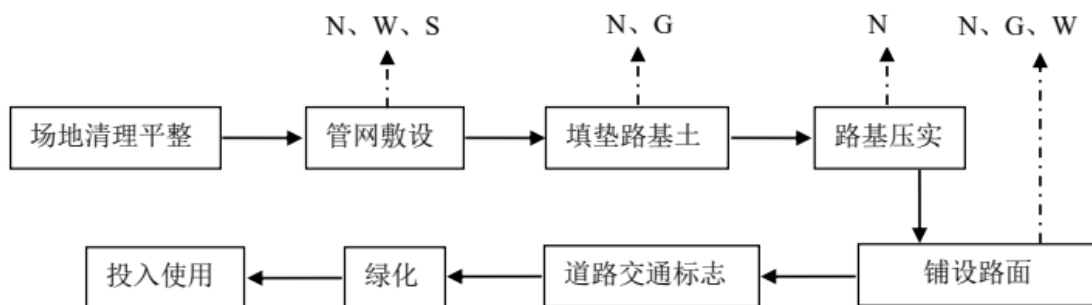 N、W、S
N、G
N
N、G、W
场地清理平整
管网敷设
填垫路基土
路基压实
投入使用
绿化
道路交通标志
铺设路面